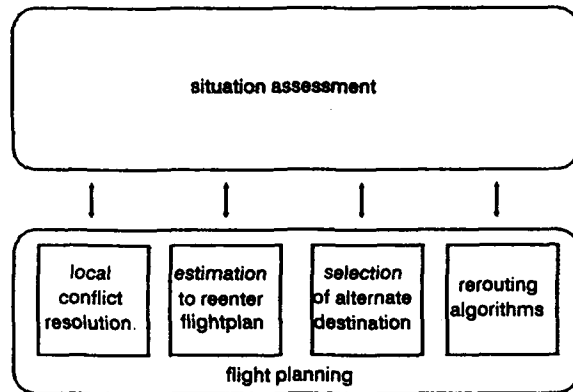 situation assessment
local
conflict
resolution.
estimation
to reenter
flightplan
selection
of alternate
destination
rerouting
algorithms
flight planning